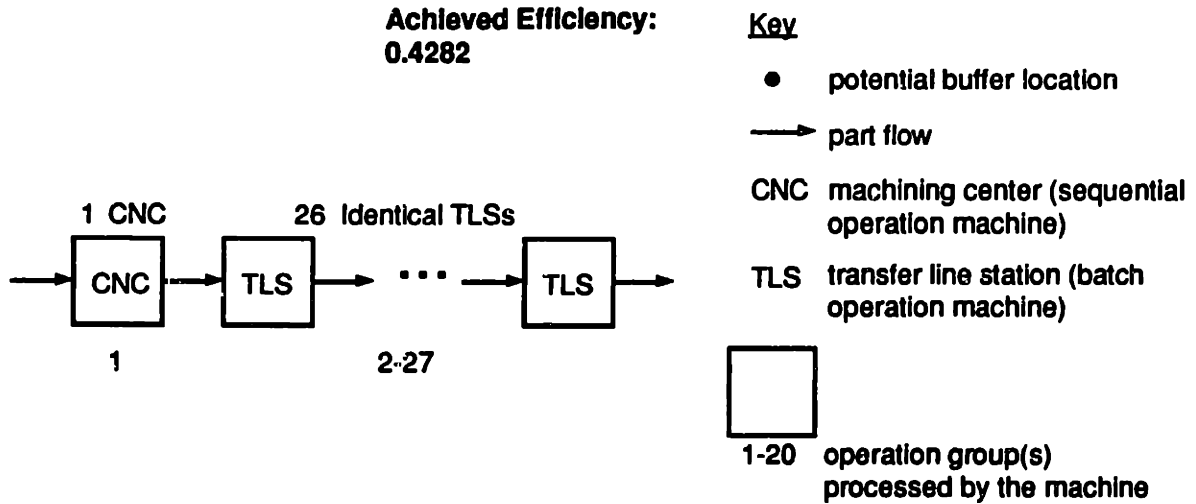 Achieved Efficiency:
0.4282
1 CNC
26 Identical TLSs
CNC
TLS
...
TLS
1
2-27
Key
potential buffer location
part flow
CNC machining center (sequential
operation machine)
TLS transfer line station (batch
operation machine)
1-20 operation group(s)
processed by the machine